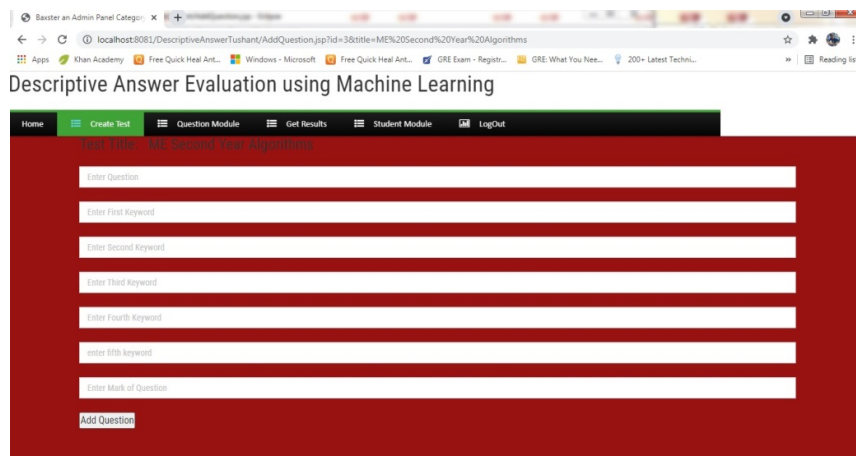 Baxster an Admin Panel Categor
localhost:8081/DescriptiveAnswerTushant/AddQuestion.jsp?id=3&title=ME%20Second%20Year%20Algorithms
Apps Khan Academy Free Quick Heal Ant... Windows - Microsoft Free Quick Heal Ant... GRE Exam - Registr... GRE: What You Nee... 200+ Latest Techni... » Reading lis
Descriptive Answer Evaluation using Machine Learning
Home Create Test Question Module Get Results Student Module LogOut
Test Title: ME Second Year Algorithms
Enter Question
Enter First Keyword
Enter Second Keyword
Enter Third Keyword
Enter Fourth Keyword
enter fifth keyword
Enter Mark of Question
Add Question